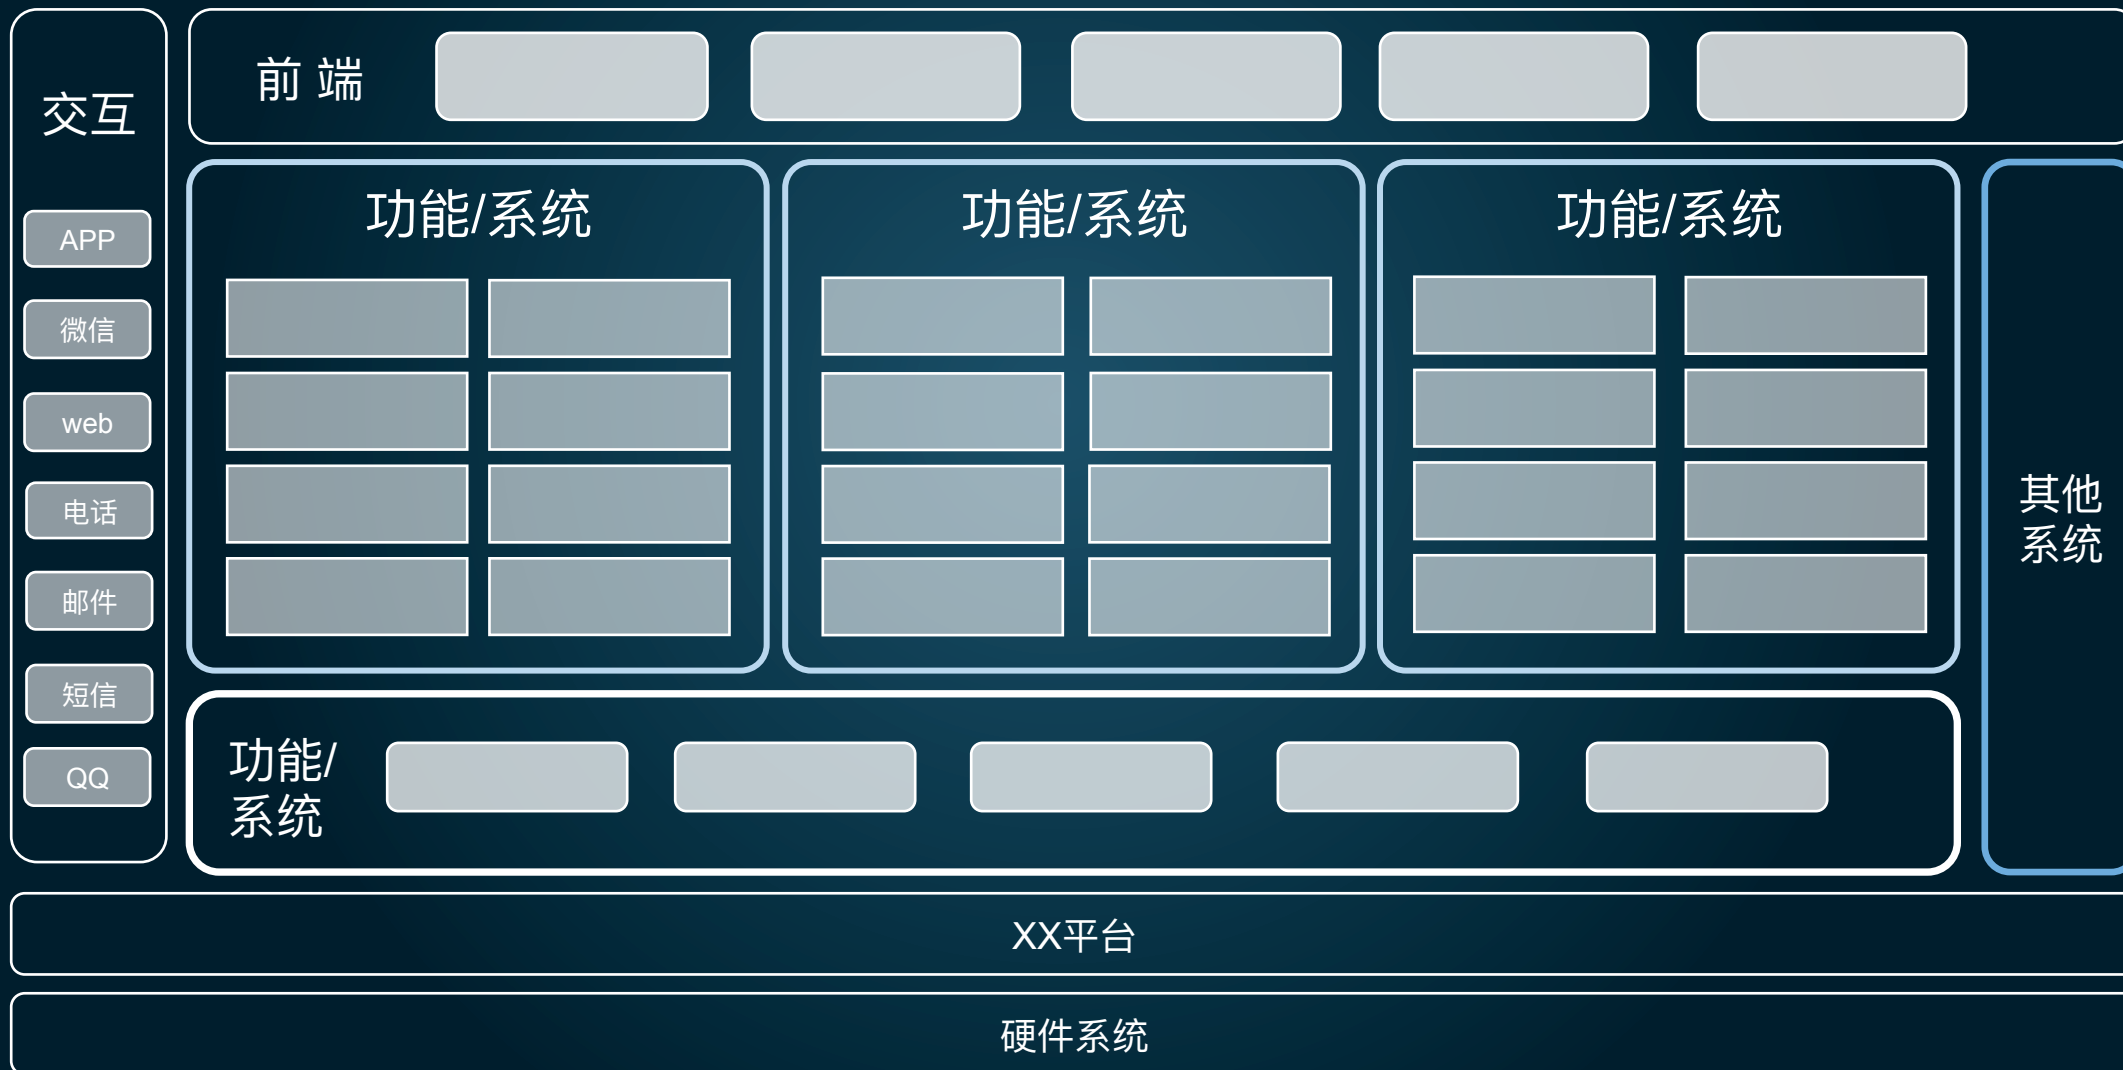 交互
APP
微信
web
电话
邮件
短信
QQ
前 端
功能/系统
功能/系统
功能/系统
功能/
系统
其他
系统
XX平台
硬件系统